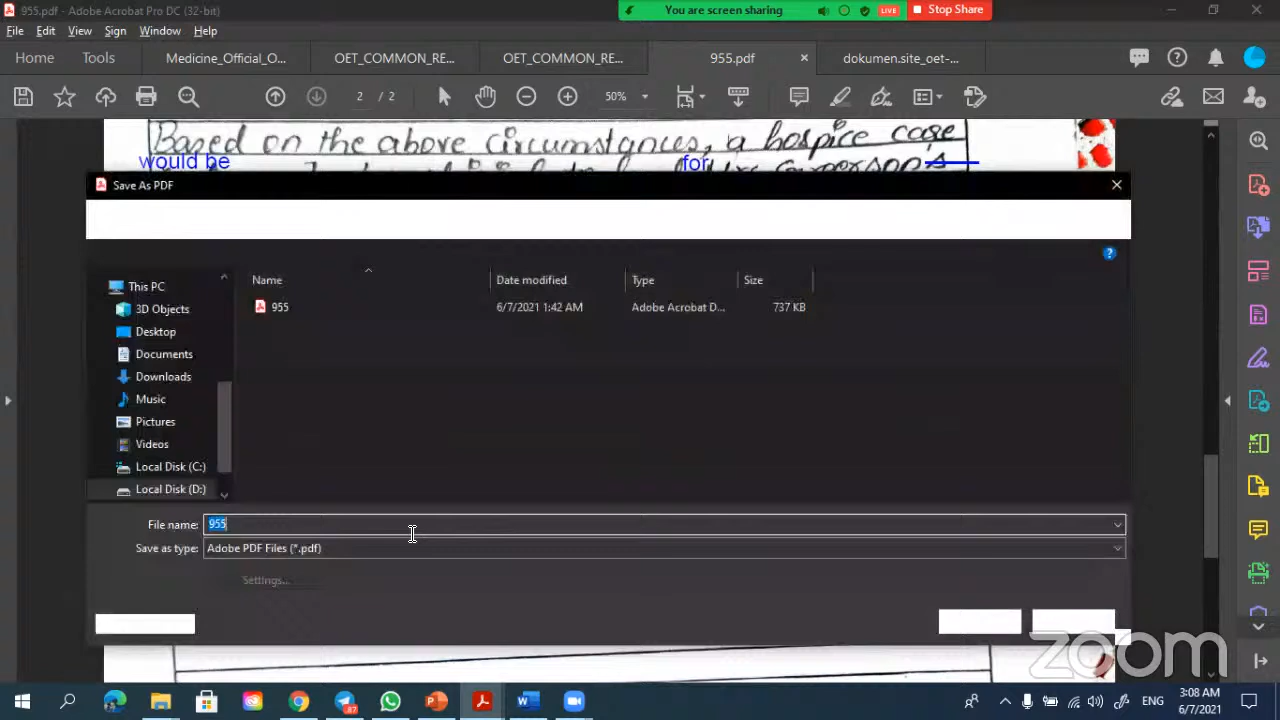 955.pdf - Adobe Acrobat Pro DC (32-bit)
You are screen sharing
LIVE
Stop Share
File Edit View Sign Window Help
Home Tools Medicine_Official_O... OET_COMMON_RE... OET_COMMON_RE... 955.pdf × dokumen.site_oet-...
2 / 2 50%
Based on the above circumstances, a hospice case
would be for
Save As PDF
Name Date modified Type Size
955 6/7/2021 1:42 AM Adobe Acrobat D... 737 KB
This PC
3D Objects
Desktop
Documents
Downloads
Music
Pictures
Videos
Local Disk (C:)
Local Disk (D:)
File name: 955
Save as type: Adobe PDF Files (*.pdf)
Settings...
zoom
87
ENG
3:08 AM
6/7/2021